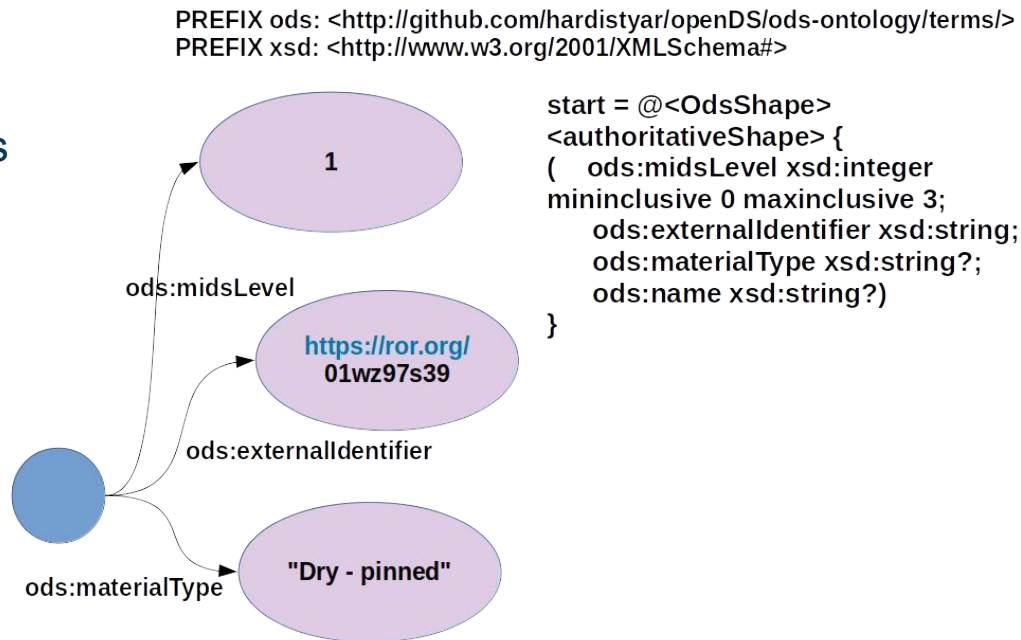 PREFIX ods: <http://github.com/hardistyar/openDS/ods-ontology/terms/>
PREFIX xsd: <http://www.w3.org/2001/XMLSchema#>
s
1
ods:midsLevel
https://ror.org/
01wz97s39
ods:externalIdentifier
"Dry - pinned"
ods:materialType
start = @<OdsShape>
<authoritativeShape> {
( ods:midsLevel xsd:integer
mininclusive 0 maxinclusive 3;
ods:externalIdentifier xsd:string;
ods:materialType xsd:string?;
ods:name xsd:string?)
}